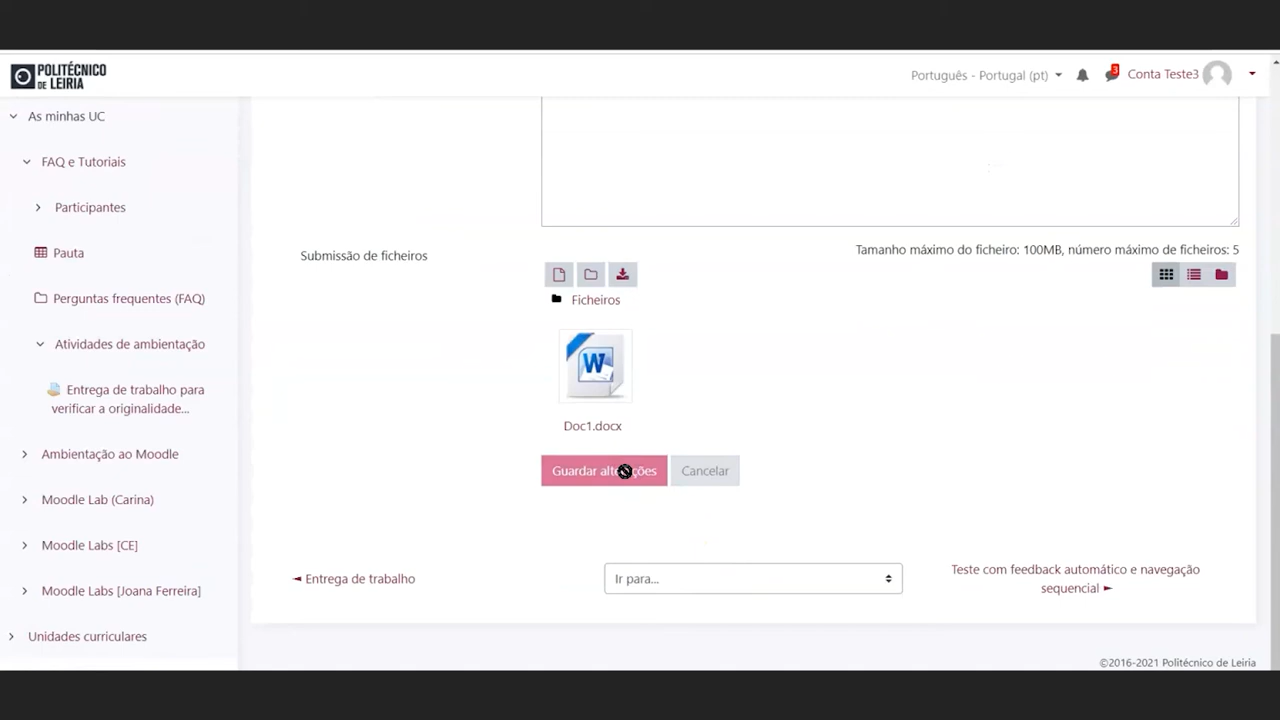 POLITÉCNICO
DE LEIRIA
Português - Portugal (pt)
3
Conta Teste3
As minhas UC
FAQ e Tutoriais
Participantes
Pauta
Perguntas frequentes (FAQ)
Atividades de ambientação
Entrega de trabalho para
verificar a originalidade...
Ambientação ao Moodle
Moodle Lab (Carina)
Moodle Labs [CE]
Moodle Labs [Joana Ferreira]
Unidades curriculares
Submissão de ficheiros
Tamanho máximo do ficheiro: 100MB, número máximo de ficheiros: 5
Ficheiros
W
Doc1.docx
Guardar alterações
Cancelar
◄ Entrega de trabalho
Ir para...
Teste com feedback automático e navegação
sequencial ►
©2016-2021 Politécnico de Leiria